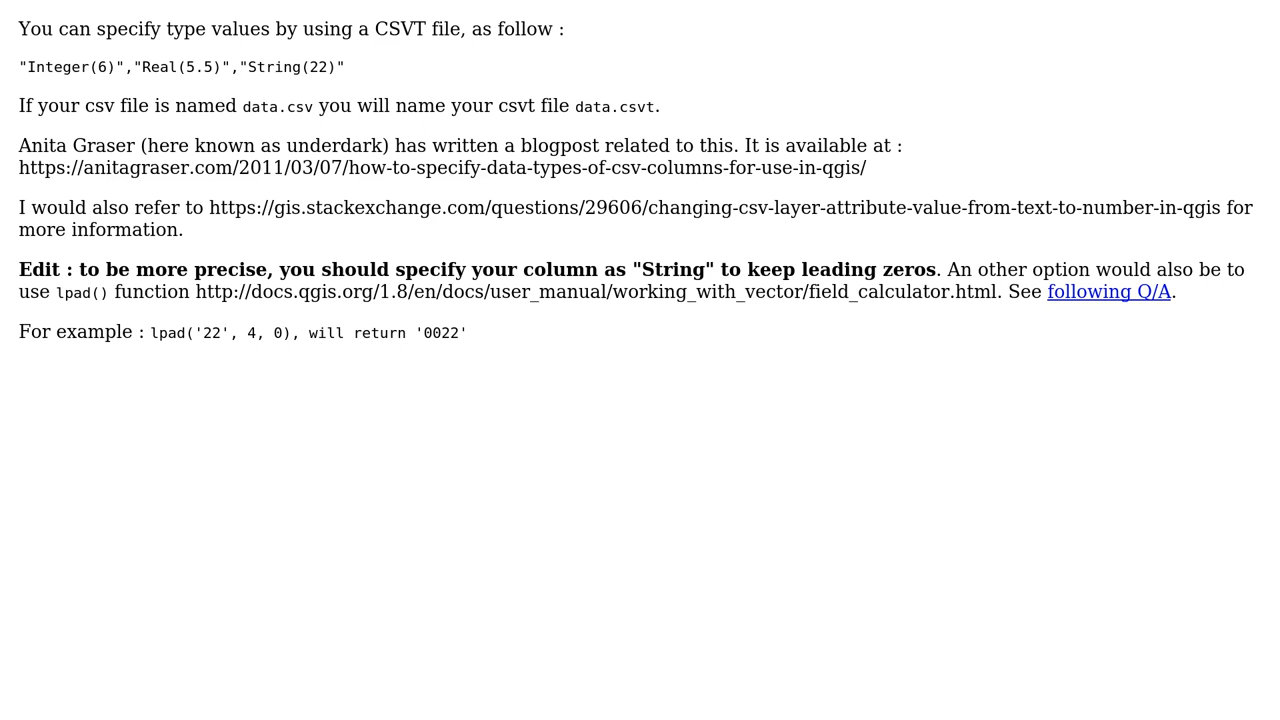 You can specify type values by using a CSVT file, as follow :
"Integer(6)","Real(5.5)","String(22)"
If your csv file is named data.csv you will name your csvt file data.csvt.
Anita Graser (here known as underdark) has written a blogpost related to this. It is available at :
https://anitagraser.com/2011/03/07/how-to-specify-data-types-of-csv-columns-for-use-in-qgis/
I would also refer to https://gis.stackexchange.com/questions/29606/changing-csv-layer-attribute-value-from-text-to-number-in-qgis for
more information.
Edit : to be more precise, you should specify your column as "String" to keep leading zeros. An other option would also be to
use lpad() function http://docs.qgis.org/1.8/en/docs/user_manual/working_with_vector/field_calculator.html. See following Q/A.
For example : lpad('22', 4, 0), will return '0022'